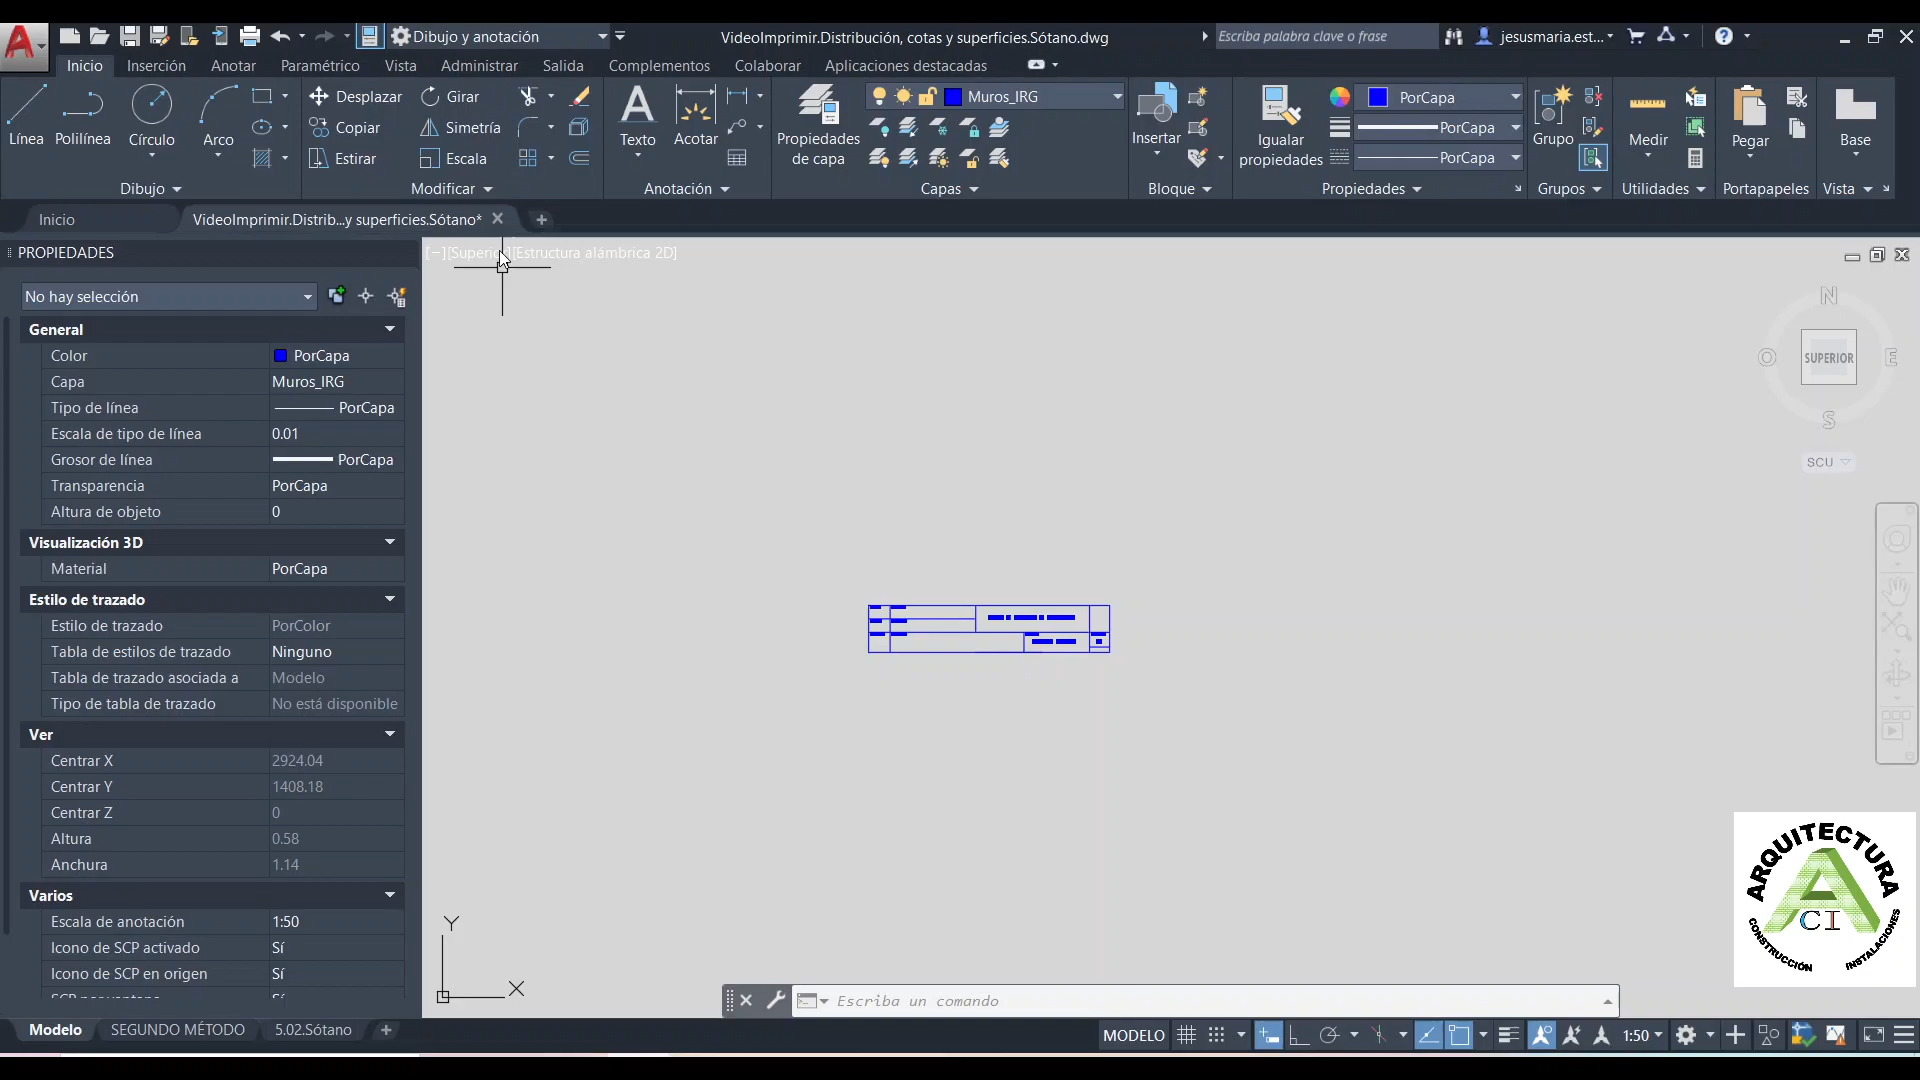 Dibujo y anotación
VideoImprimir.Distribución, cotas y superficies.Sótano.dwg
Escriba palabra clave o frase
jesusmaria.est...
Inicio
Inserción
Anotar
Paramétrico
Vista
Administrar
Salida
Complementos
Colaborar
Aplicaciones destacadas
Línea
Polilínea
Círculo
Arco
Dibujo
Desplazar
Girar
Copiar
Simetría
Estirar
Escala
Modificar
Texto
Acotar
Anotación
Propiedades
de capa
Muros_IRG
Capas
Insertar
Bloque
Igualar
propiedades
PorCapa
PorCapa
PorCapa
Propiedades
Grupo
Grupos
Medir
Utilidades
Pegar
Portapapeles
Base
Vista
Inicio
VideoImprimir.Distrib...y superficies.Sótano*
PROPIEDADES
No hay selección
General
Color PorCapa
Capa Muros_IRG
Tipo de línea PorCapa
Escala de tipo de línea 0.01
Grosor de línea PorCapa
Transparencia PorCapa
Altura de objeto 0
Visualización 3D
Material PorCapa
Estilo de trazado
Estilo de trazado PorColor
Tabla de estilos de trazado Ninguno
Tabla de trazado asociada a Modelo
Tipo de tabla de trazado No está disponible
Ver
Centrar X 2924.04
Centrar Y 1408.18
Centrar Z 0
Altura 0.58
Anchura 1.14
Varios
Escala de anotación 1:50
Icono de SCP activado Sí
Icono de SCP en origen Sí
[−][Superior][Estructura alámbrica 2D]
N
O
SUPERIOR
E
S
SCU
Y
X
ARQUITECTURA
CI
CONSTRUCCIÓN
INSTALACIONES
Escriba un comando
Modelo
SEGUNDO MÉTODO
5.02.Sótano
MODELO
1:50